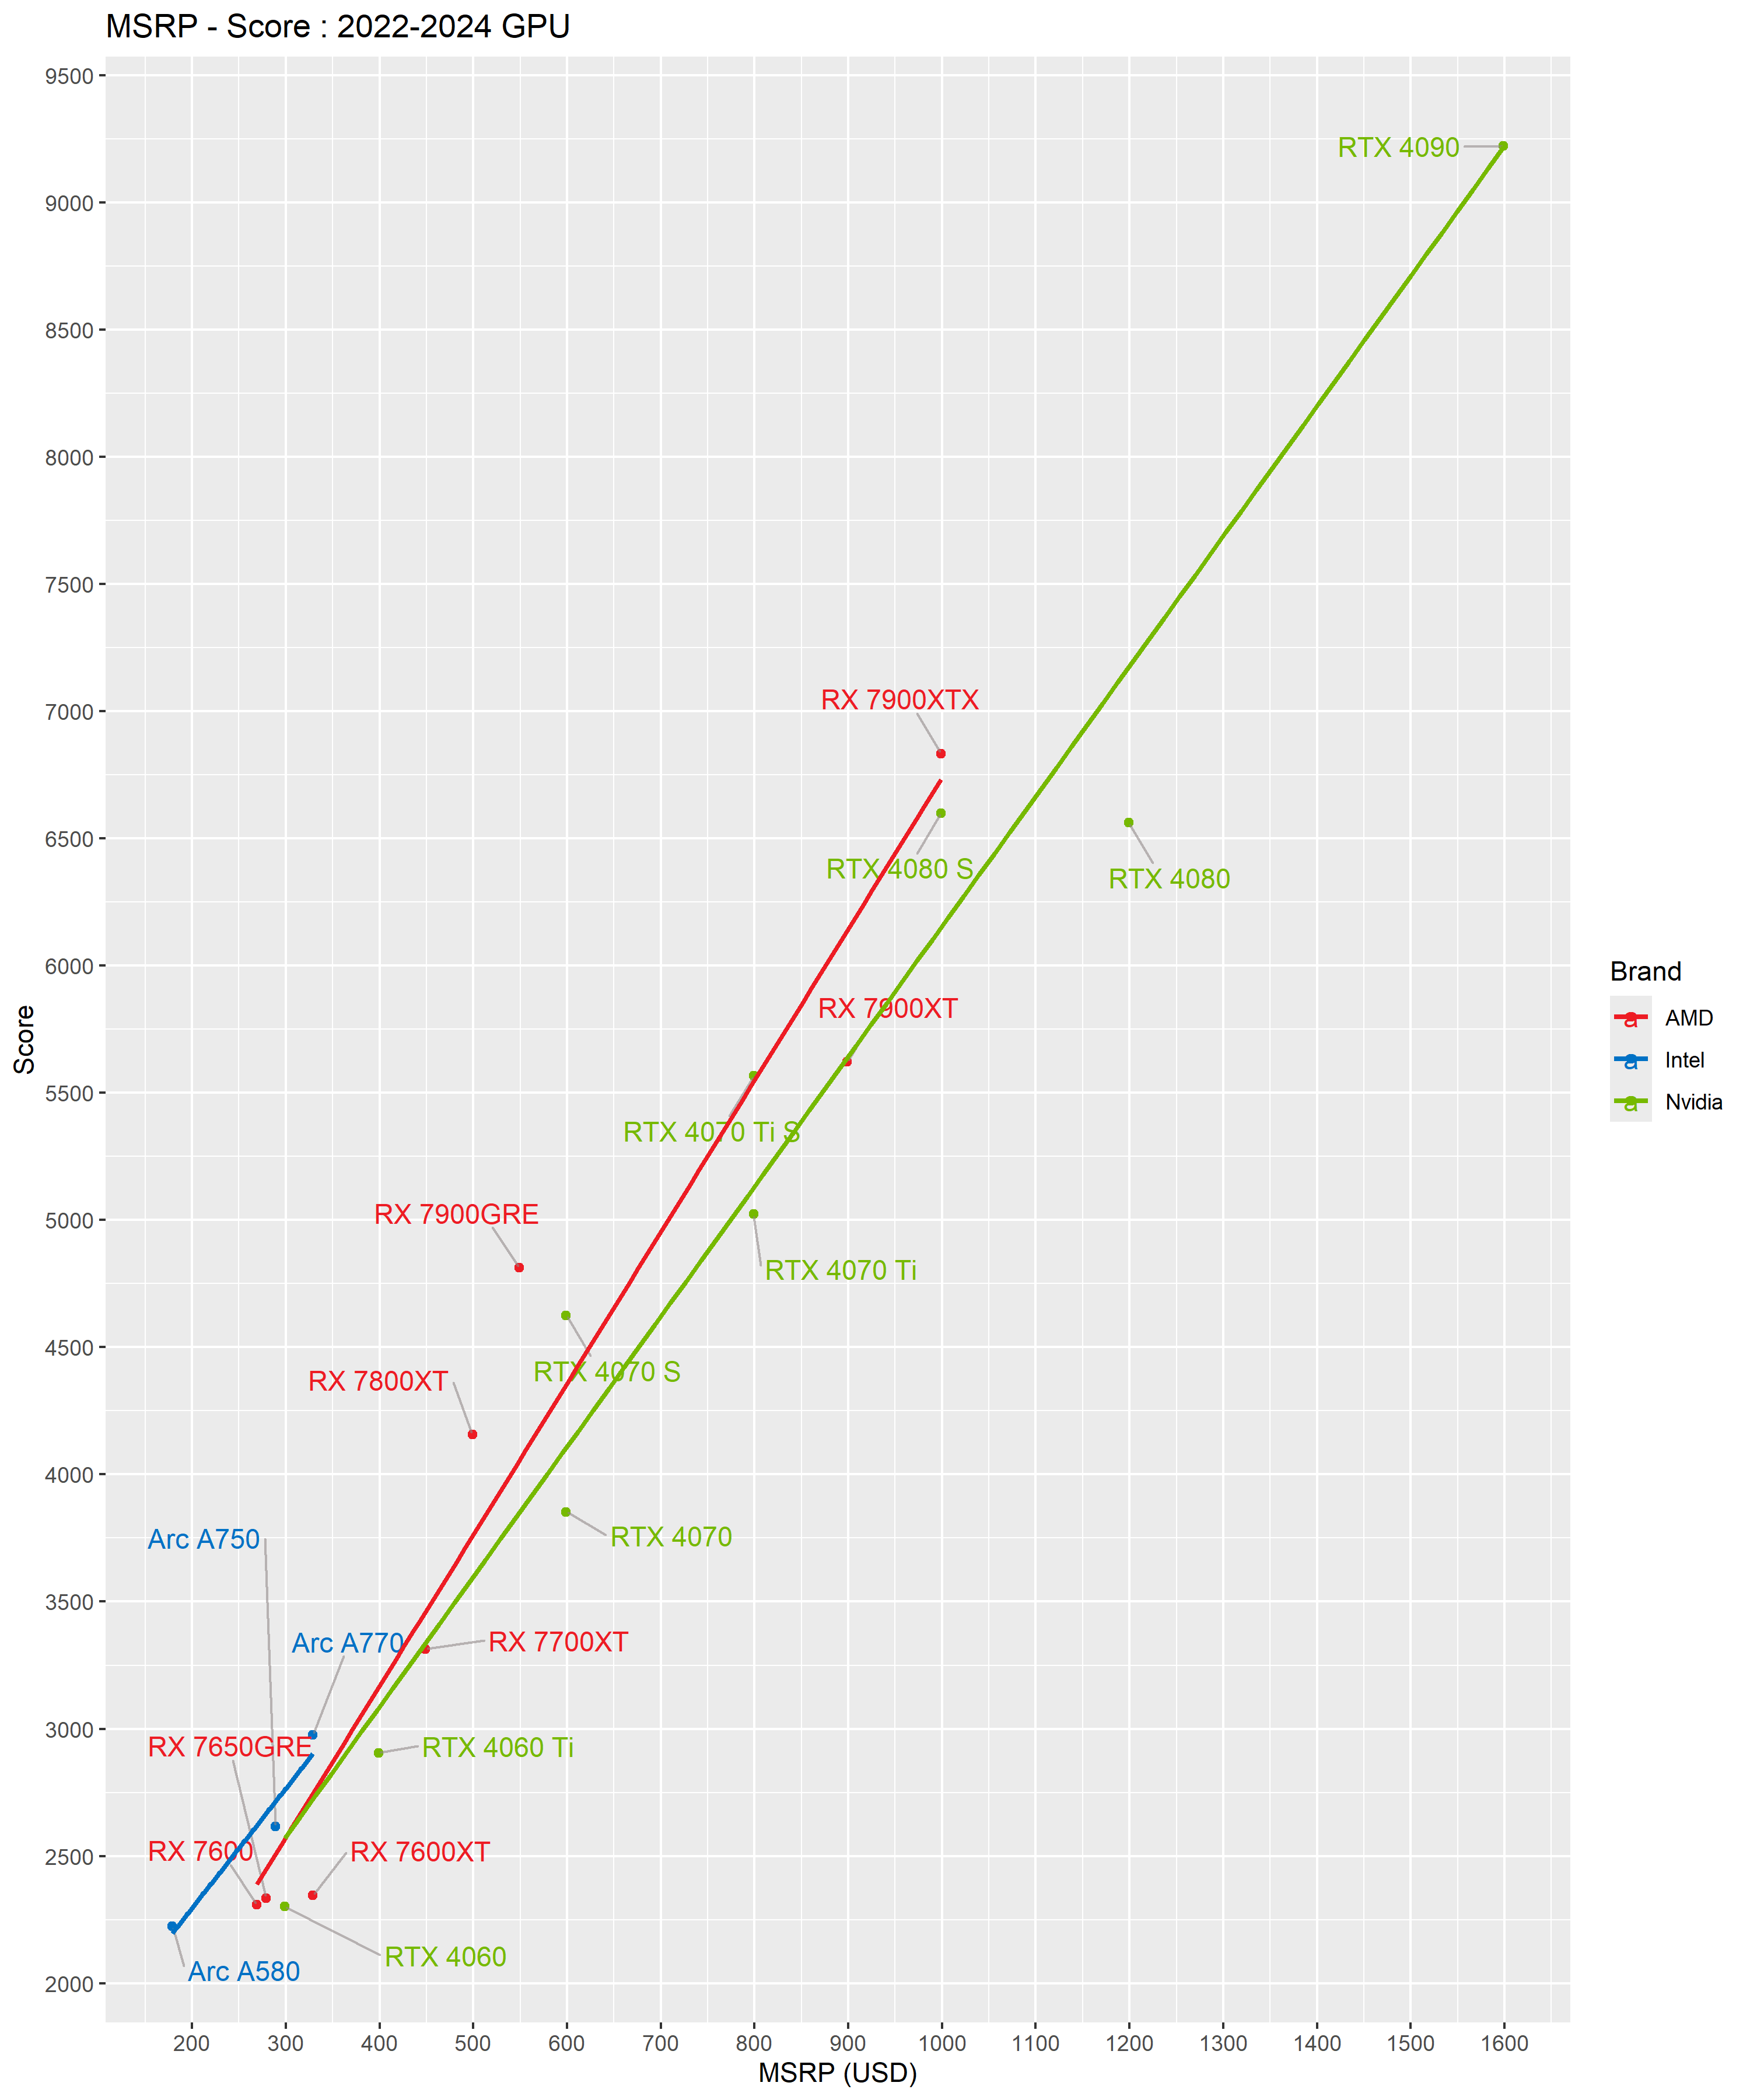 MSRP - Score : 2022-2024 GPU
9500
9000
8500
8000
7500
7000
6500
6000
5500
5000
4500
4000
3500
3000
2500
2000
Score
RTX 4090
RX 7900XTX
RTX 4080 S
RTX 4080
RX 7900XT
RTX 4070 Ti S
RX 7900GRE
RTX 4070 Ti
RTX 4070 S
RX 7800XT
RTX 4070
Arc A750
Arc A770
RX 7700XT
RX 7650GRE
RTX 4060 Ti
RX 7600
RX 7600XT
RTX 4060
Arc A580
200 300 400 500 600 700 800 900 1000 1100 1200 1300 1400 1500 1600
MSRP (USD)
Brand
a AMD
a Intel
a Nvidia